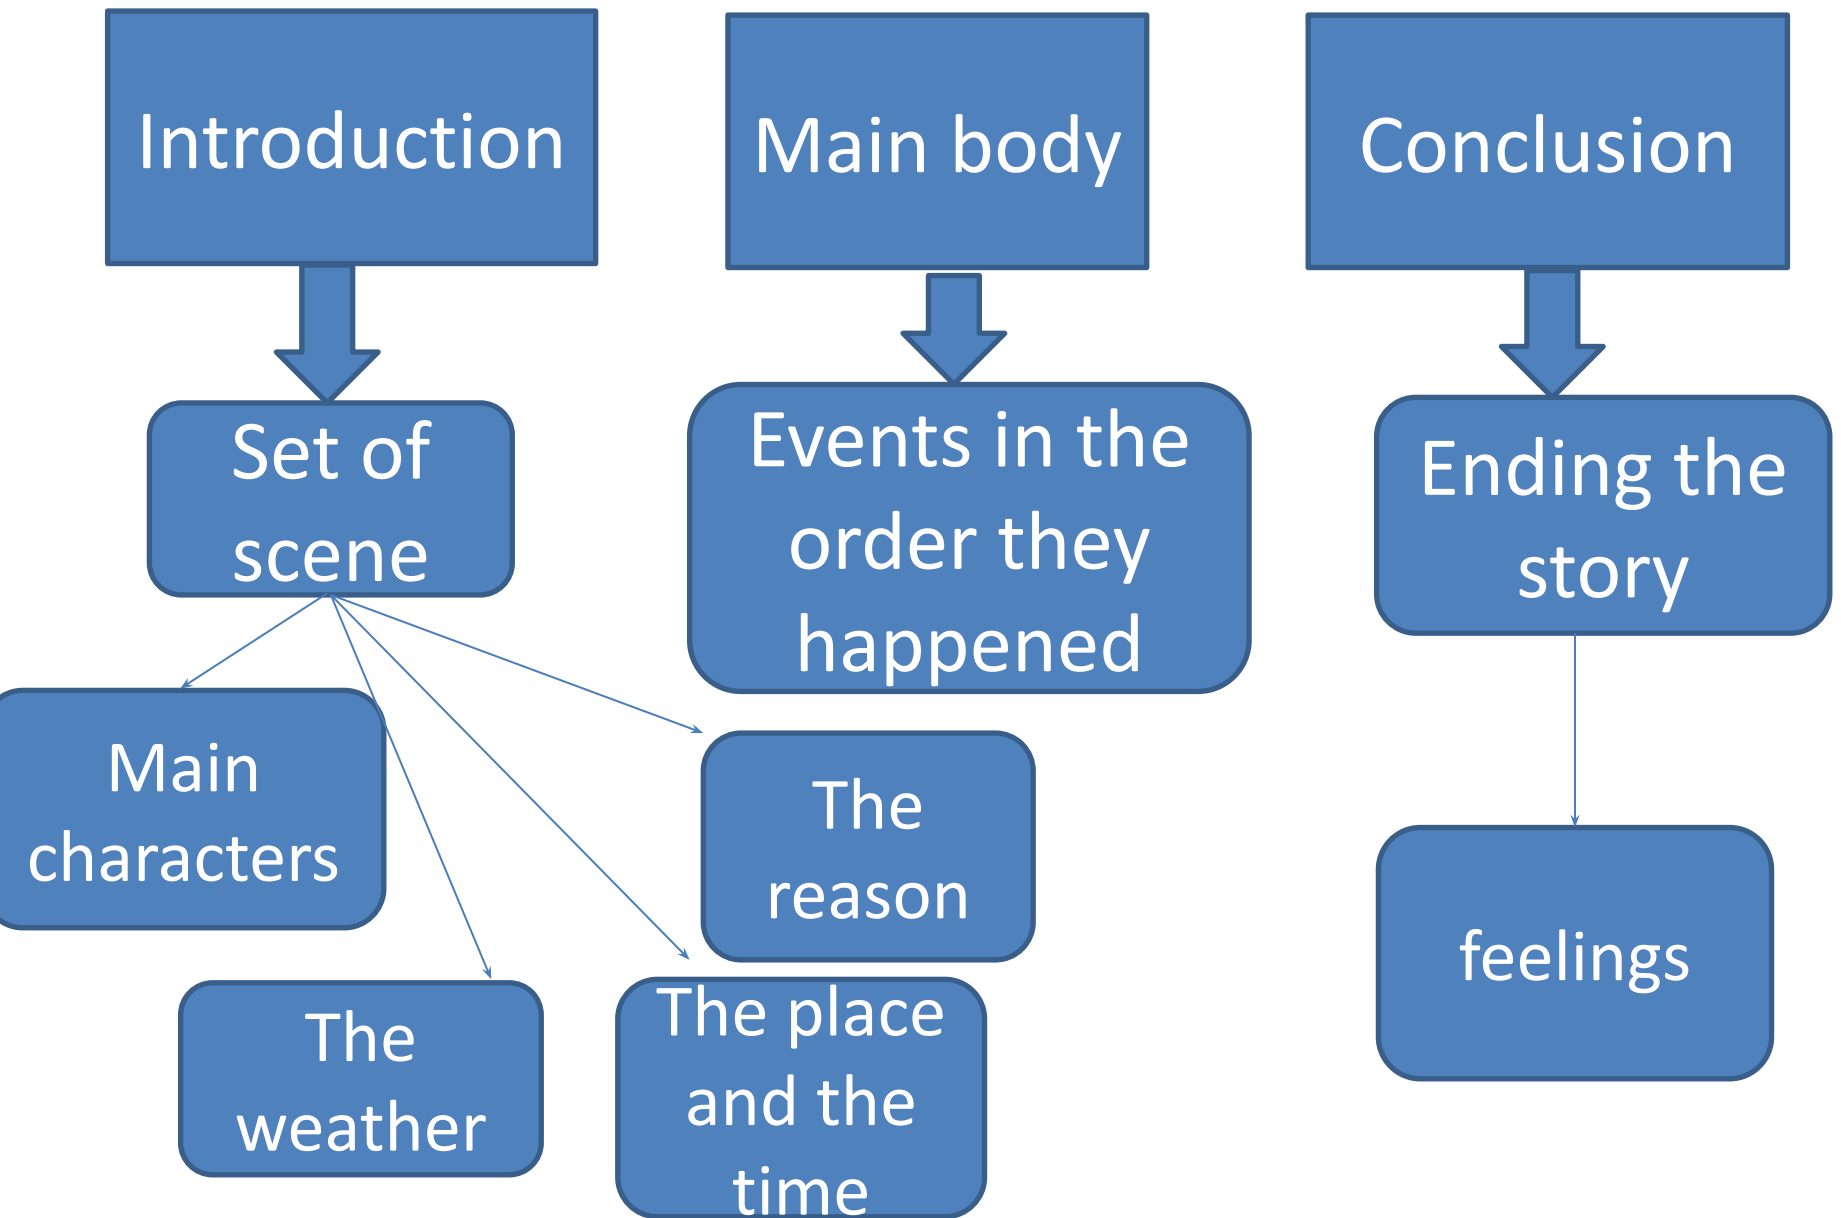 Introduction
Main body
Conclusion
Set of
scene
Events in the
order they
happened
Ending the
story
Main
characters
The
reason
The
weather
The place
and the
time
feelings